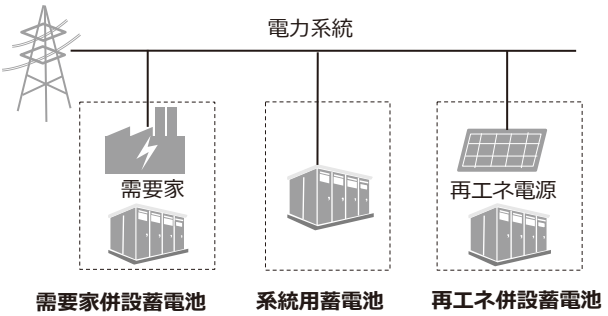 電力系統
需要家
再エネ電源
需要家併設蓄電池
系統用蓄電池
再エネ併設蓄電池